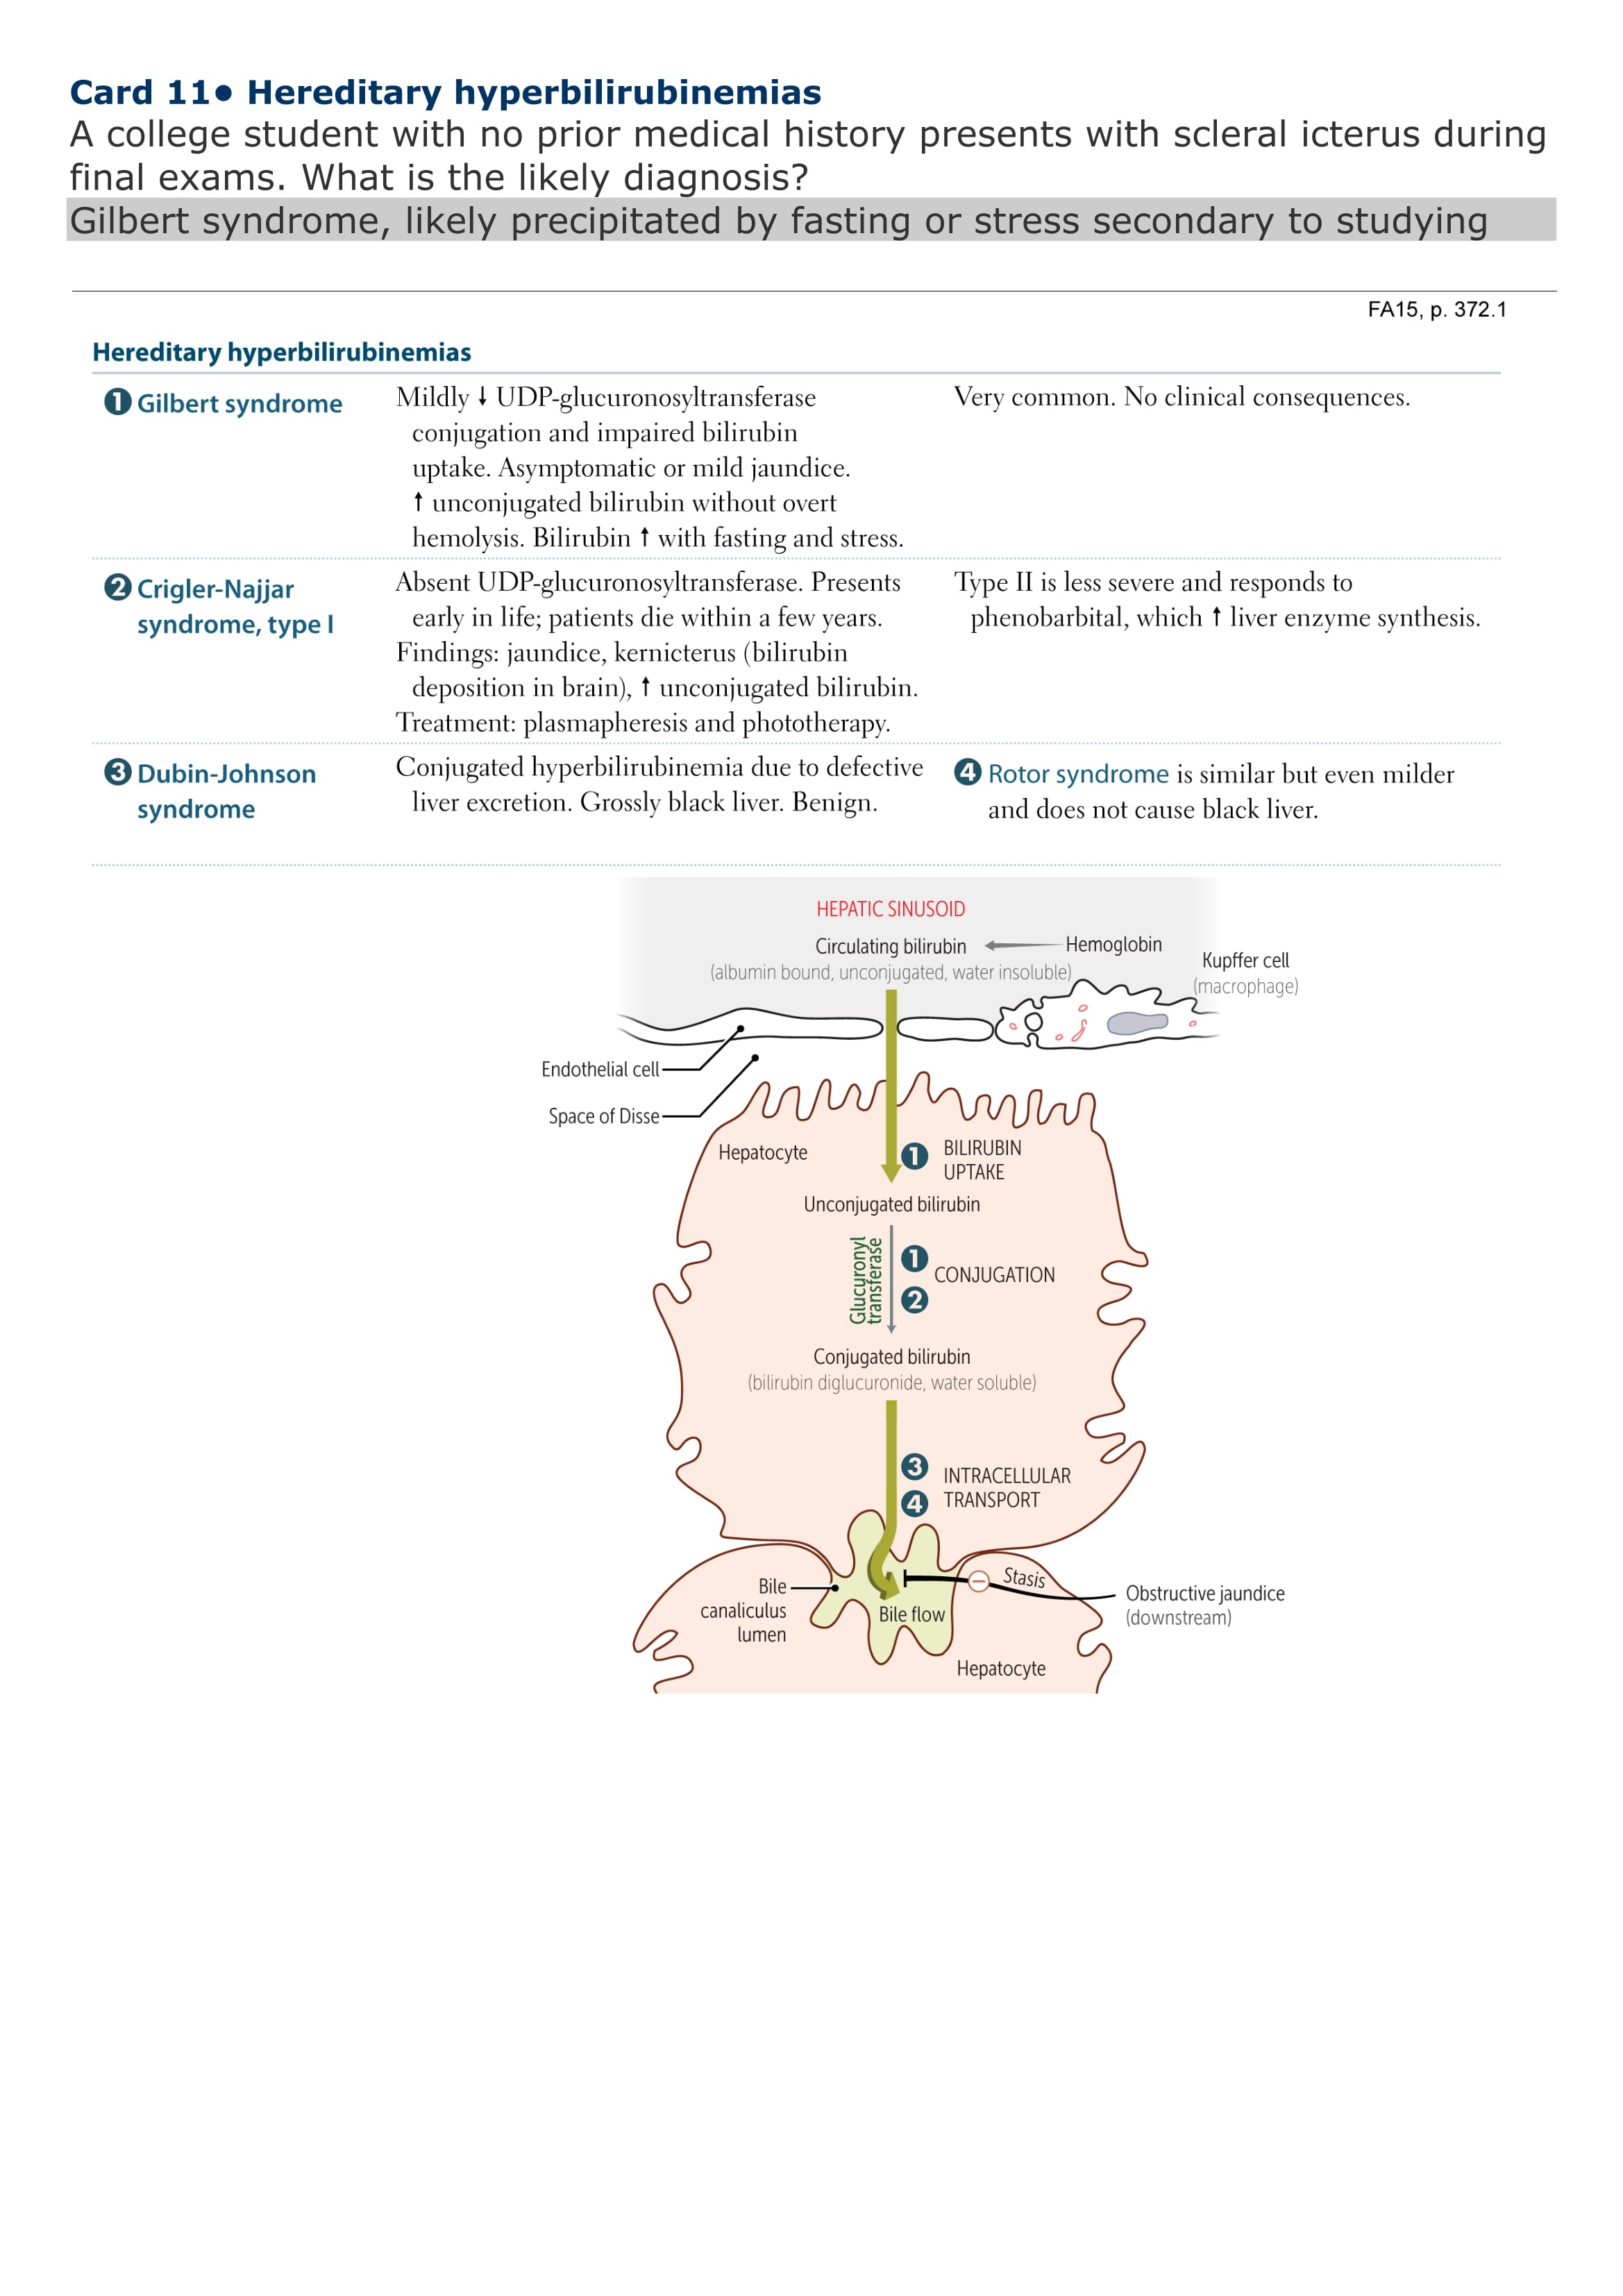 Card 11• Hereditary hyperbilirubinemias
A college student with no prior medical history presents with scleral icterus during
final exams. What is the likely diagnosis?
Gilbert syndrome, likely precipitated by fasting or stress secondary to studying
FA15, p. 372.1
Hereditary hyperbilirubinemias
❶ Gilbert syndrome
Mildly ↓ UDP-glucuronosyltransferase
conjugation and impaired bilirubin
uptake. Asymptomatic or mild jaundice.
↑ unconjugated bilirubin without overt
hemolysis. Bilirubin ↑ with fasting and stress.
Very common. No clinical consequences.
❷ Crigler-Najjar
syndrome, type I
Absent UDP-glucuronosyltransferase. Presents
early in life; patients die within a few years.
Findings: jaundice, kernicterus (bilirubin
deposition in brain), ↑ unconjugated bilirubin.
Treatment: plasmapheresis and phototherapy.
Type II is less severe and responds to
phenobarbital, which ↑ liver enzyme synthesis.
❸ Dubin-Johnson
syndrome
Conjugated hyperbilirubinemia due to defective
liver excretion. Grossly black liver. Benign.
❹ Rotor syndrome is similar but even milder
and does not cause black liver.
HEPATIC SINUSOID
Circulating bilirubin
Hemoglobin
(albumin bound, unconjugated, water insoluble)
Kupffer cell
(macrophage)
Endothelial cell
Space of Disse
Hepatocyte
❶ BILIRUBIN
UPTAKE
Unconjugated bilirubin
Glucuronyl
transferase
❶
❷
CONJUGATION
Conjugated bilirubin
(bilirubin diglucuronide, water soluble)
❸
❹
INTRACELLULAR
TRANSPORT
Bile
canaliculus
lumen
Bile flow
Stasis
Obstructive jaundice
(downstream)
Hepatocyte